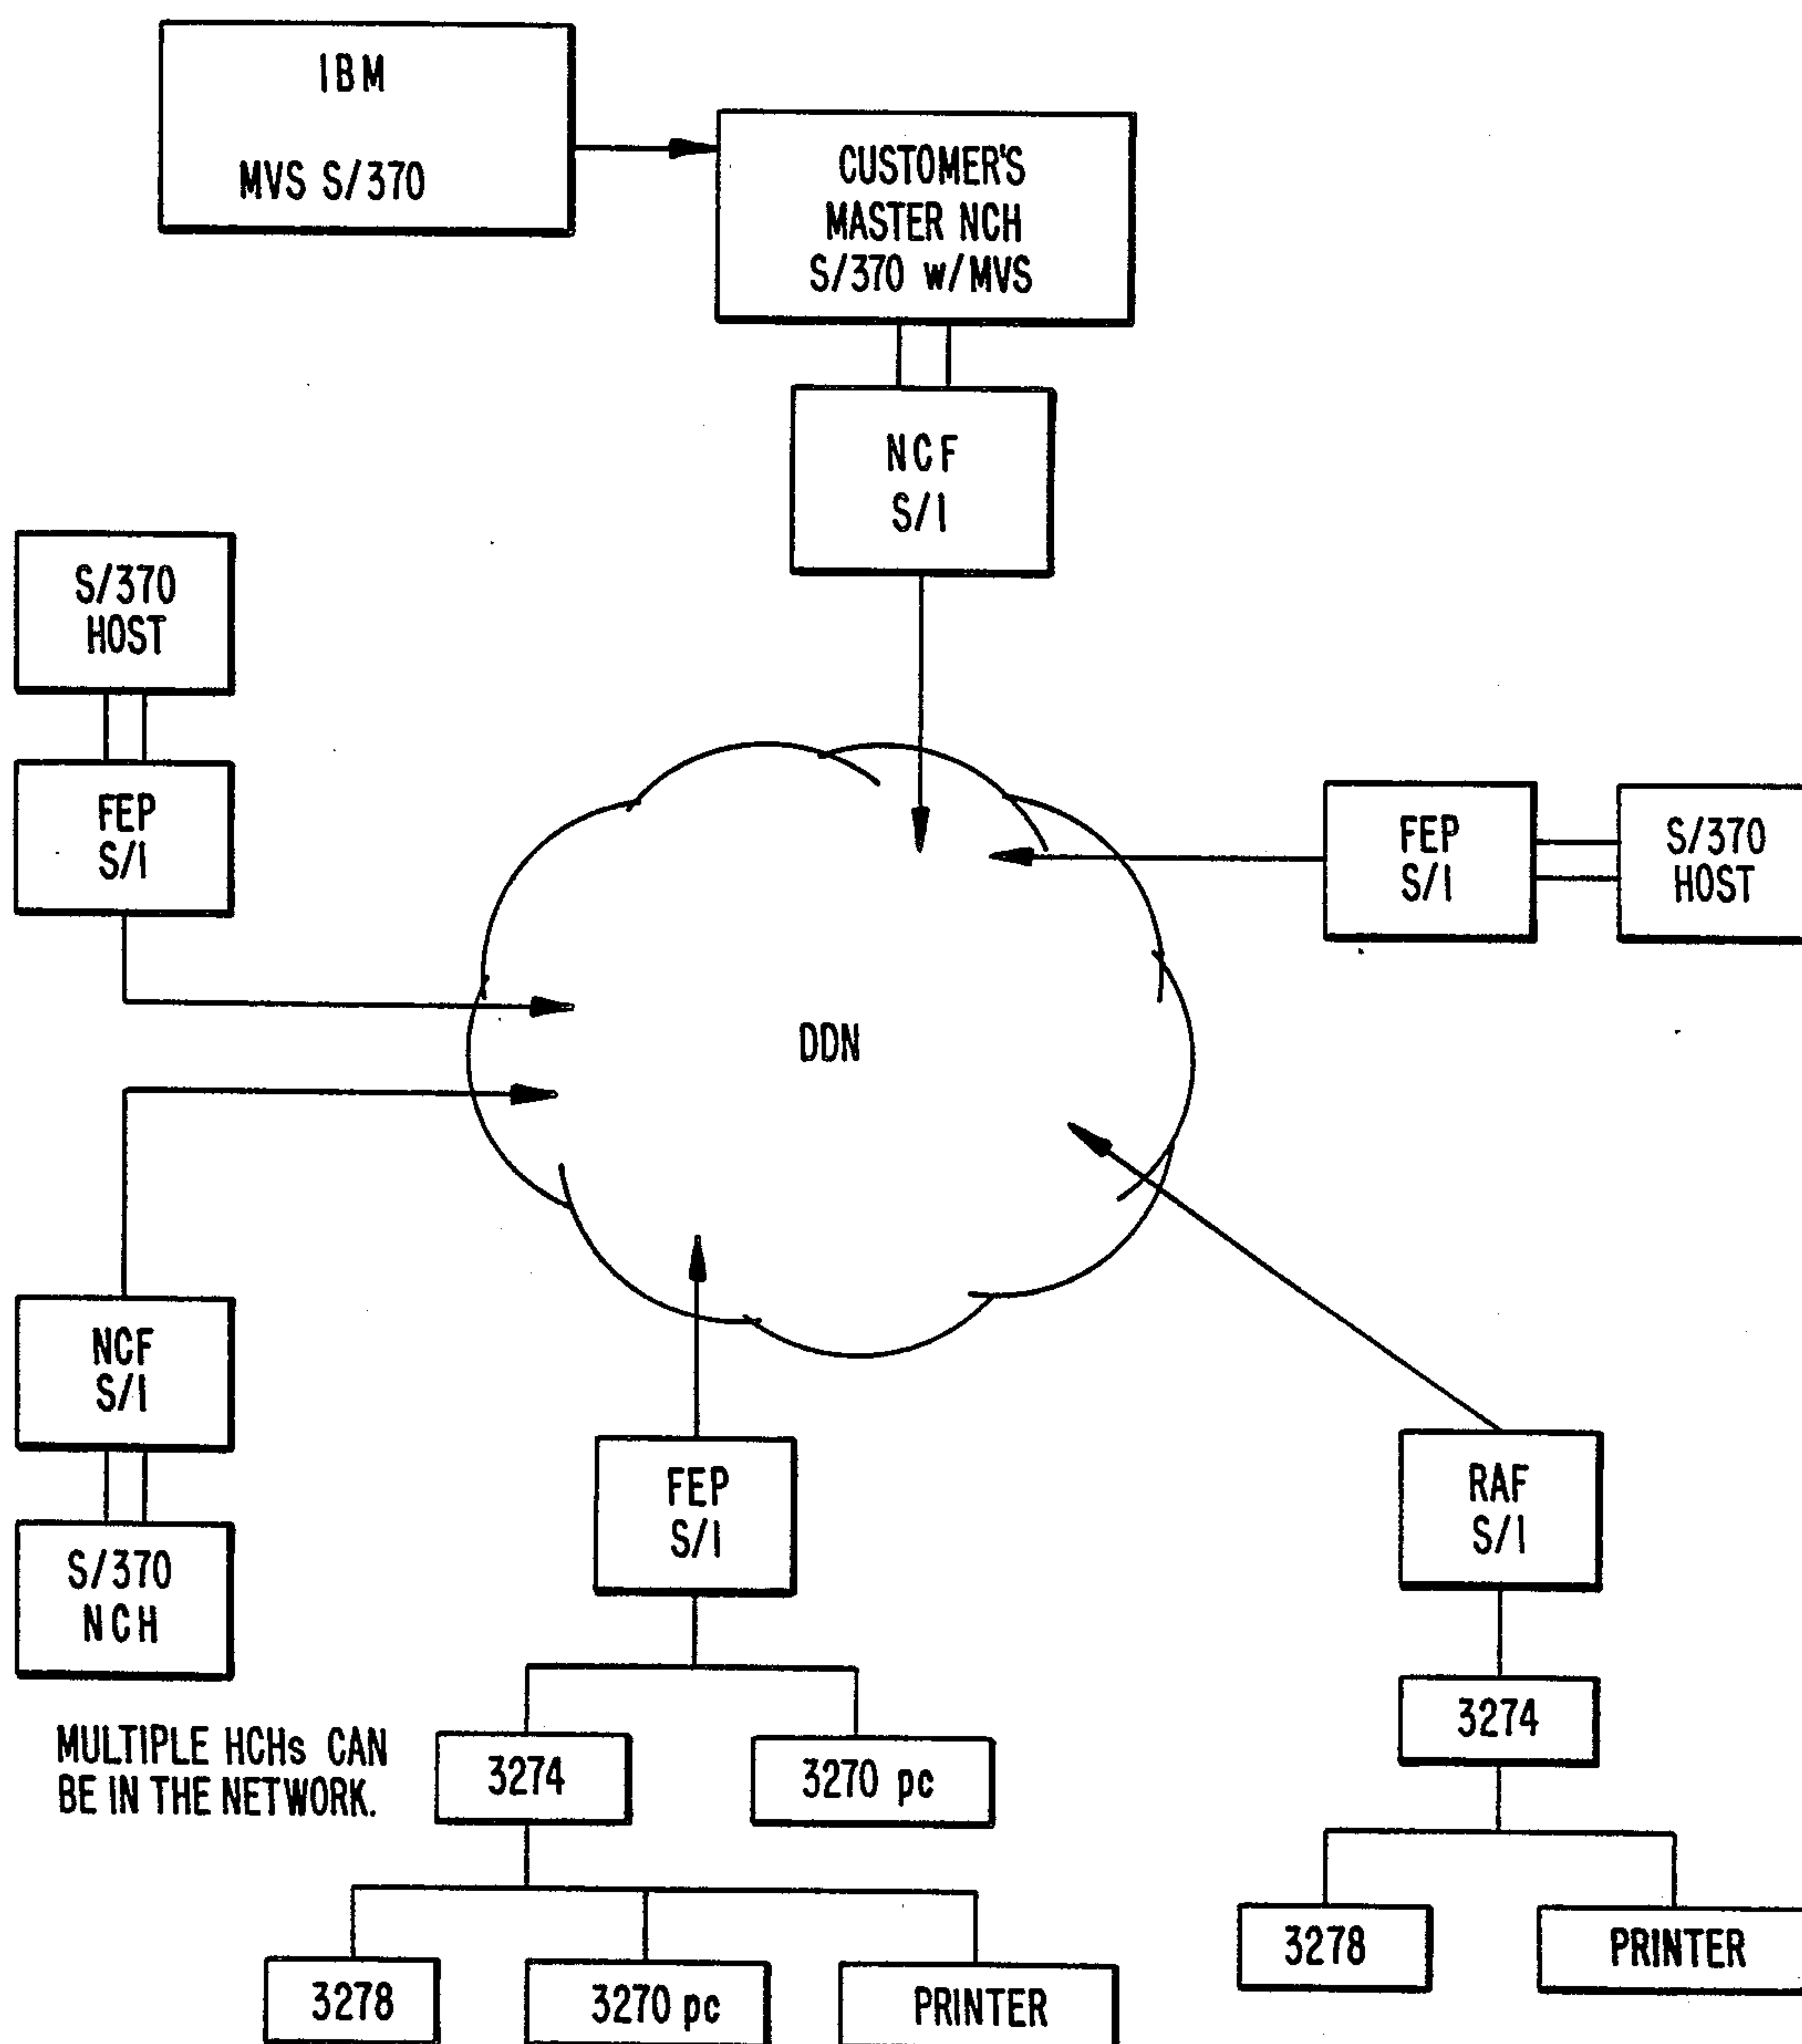 IBM
MVS S/370
CUSTOMER'S
MASTER NCH
S/370 w/MVS
NCF
S/1
S/370
HOST
FEP
S/1
FEP
S/1
S/370
HOST
DDN
NCF
S/1
S/370
NCH
FEP
S/1
RAF
S/1
MULTIPLE HCHs CAN
BE IN THE NETWORK.
3274
3270 pc
3274
3278
3270 pc
PRINTER
3278
PRINTER